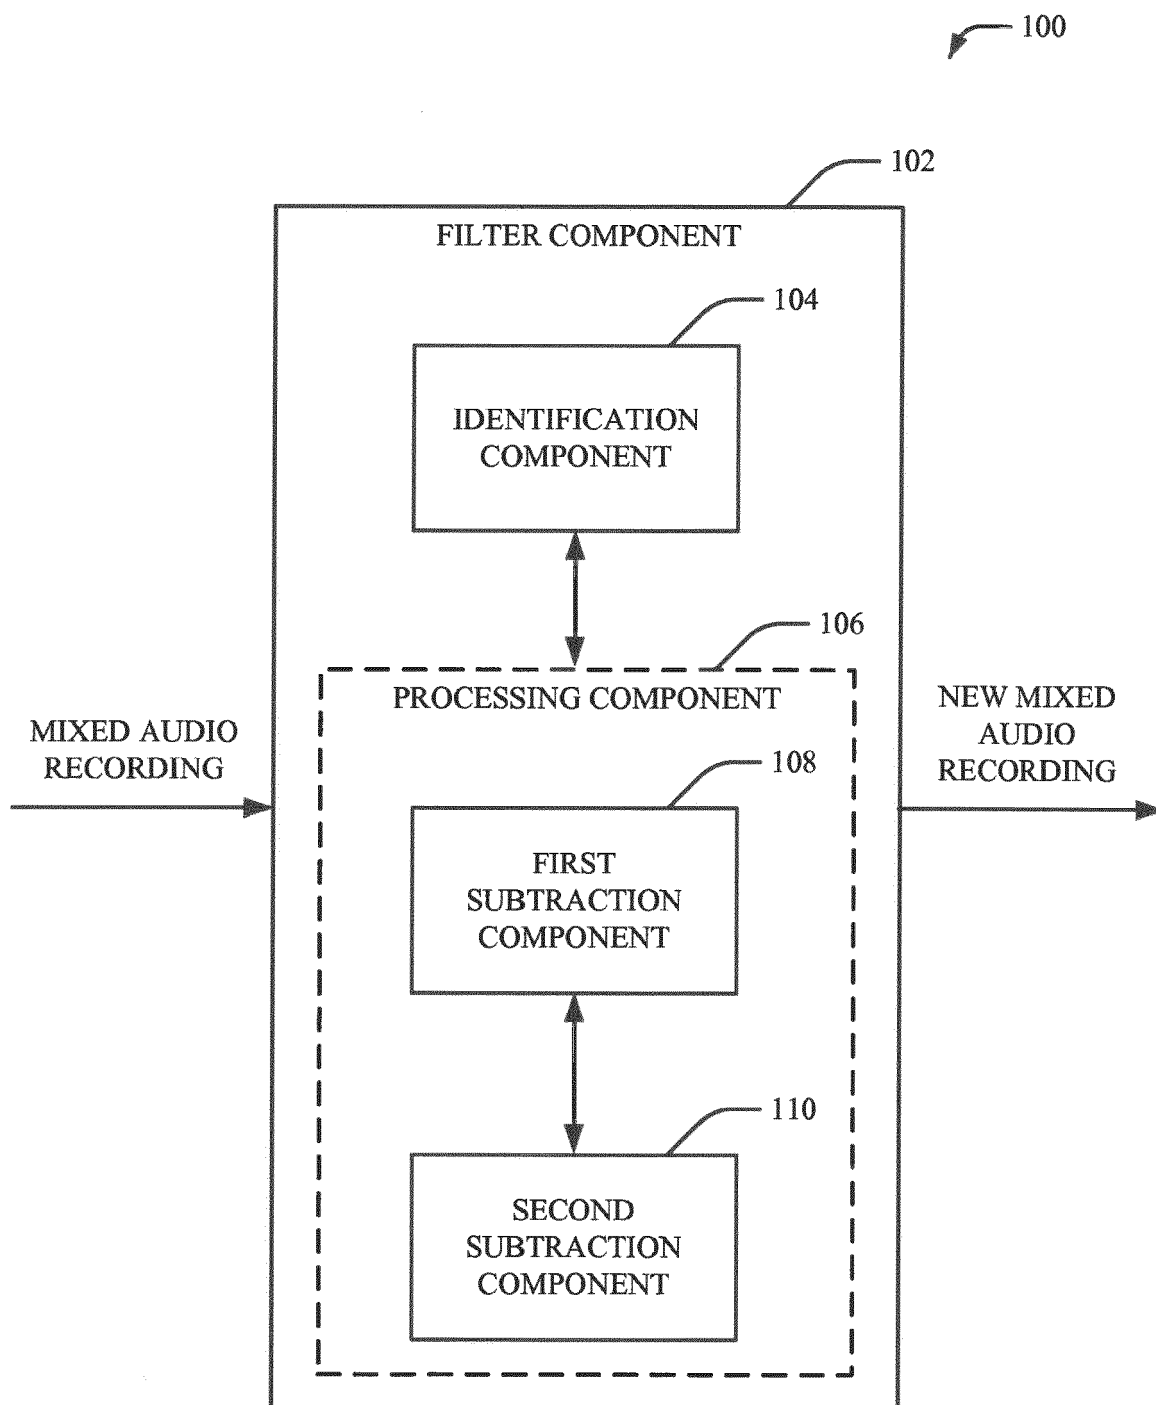 100
102
FILTER COMPONENT
104
IDENTIFICATION
COMPONENT
106
PROCESSING COMPONENT
MIXED AUDIO
RECORDING
NEW MIXED
AUDIO
RECORDING
108
FIRST
SUBTRACTION
COMPONENT
110
SECOND
SUBTRACTION
COMPONENT